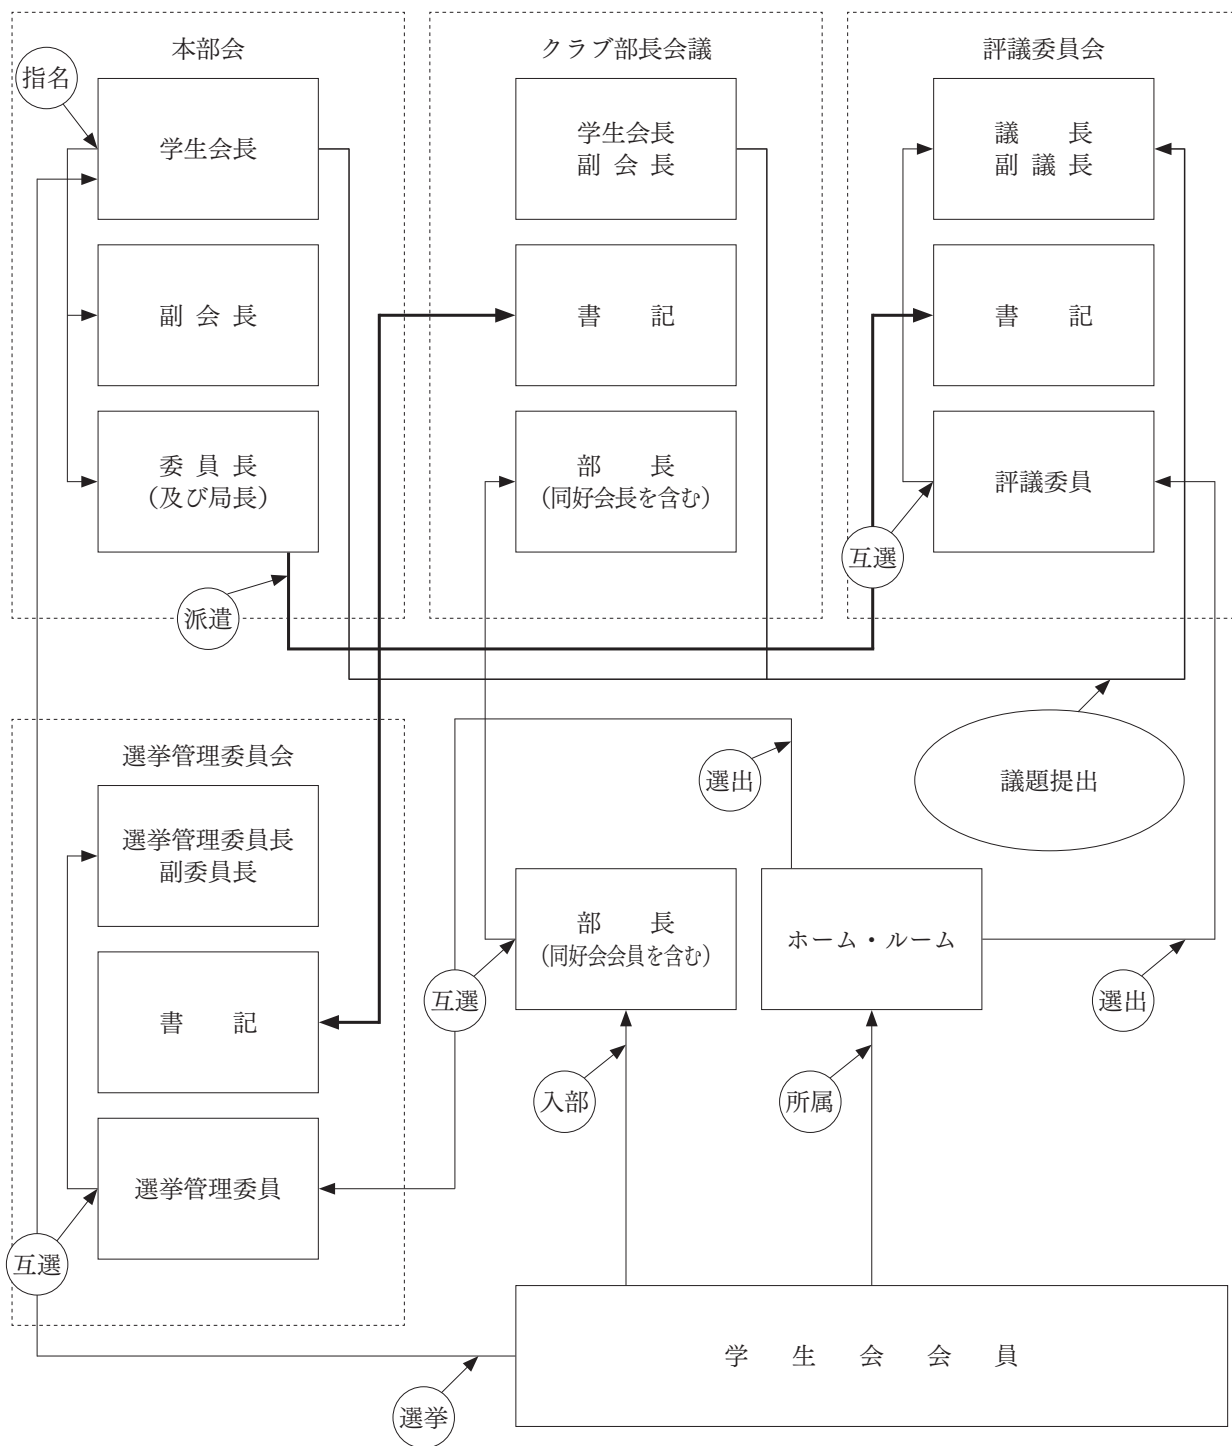 本部会
指名
学生会長
副会長
委員長
（及び局長）
派遣
クラブ部長会議
学生会長
副会長
書記
部長
（同好会長を含む）
評議委員会
議長
副議長
書記
評議委員
互選
議題提出
選挙管理委員会
選挙管理委員長
副委員長
書記
選挙管理委員
互選
選出
部長
（同好会会員を含む）
互選
ホーム・ルーム
選出
入部
所属
学生会会員
選挙